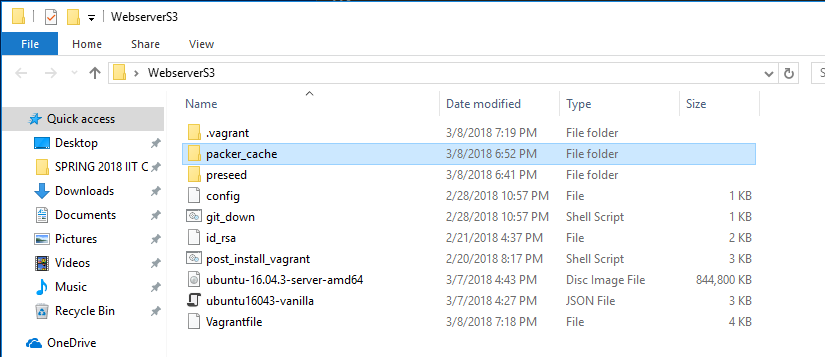 WebserverS3
File Home Share View
WebserverS3
Name Date modified Type Size
Quick access
Desktop
SPRING 2018 IIT C
Downloads
Documents
Pictures
Videos
Music
Recycle Bin
OneDrive
.vagrant 3/8/2018 7:19 PM File folder
packer_cache 3/8/2018 6:52 PM File folder
preseed 3/8/2018 6:41 PM File folder
config 2/28/2018 10:57 PM File 1 KB
git_down 2/28/2018 10:57 PM Shell Script 1 KB
id_rsa 2/21/2018 4:37 PM File 2 KB
post_install_vagrant 2/20/2018 8:17 PM Shell Script 3 KB
ubuntu-16.04.3-server-amd64 3/7/2018 4:43 PM Disc Image File 844,800 KB
ubuntu16043-vanilla 3/7/2018 4:27 PM JSON File 3 KB
Vagrantfile 3/8/2018 7:18 PM File 4 KB